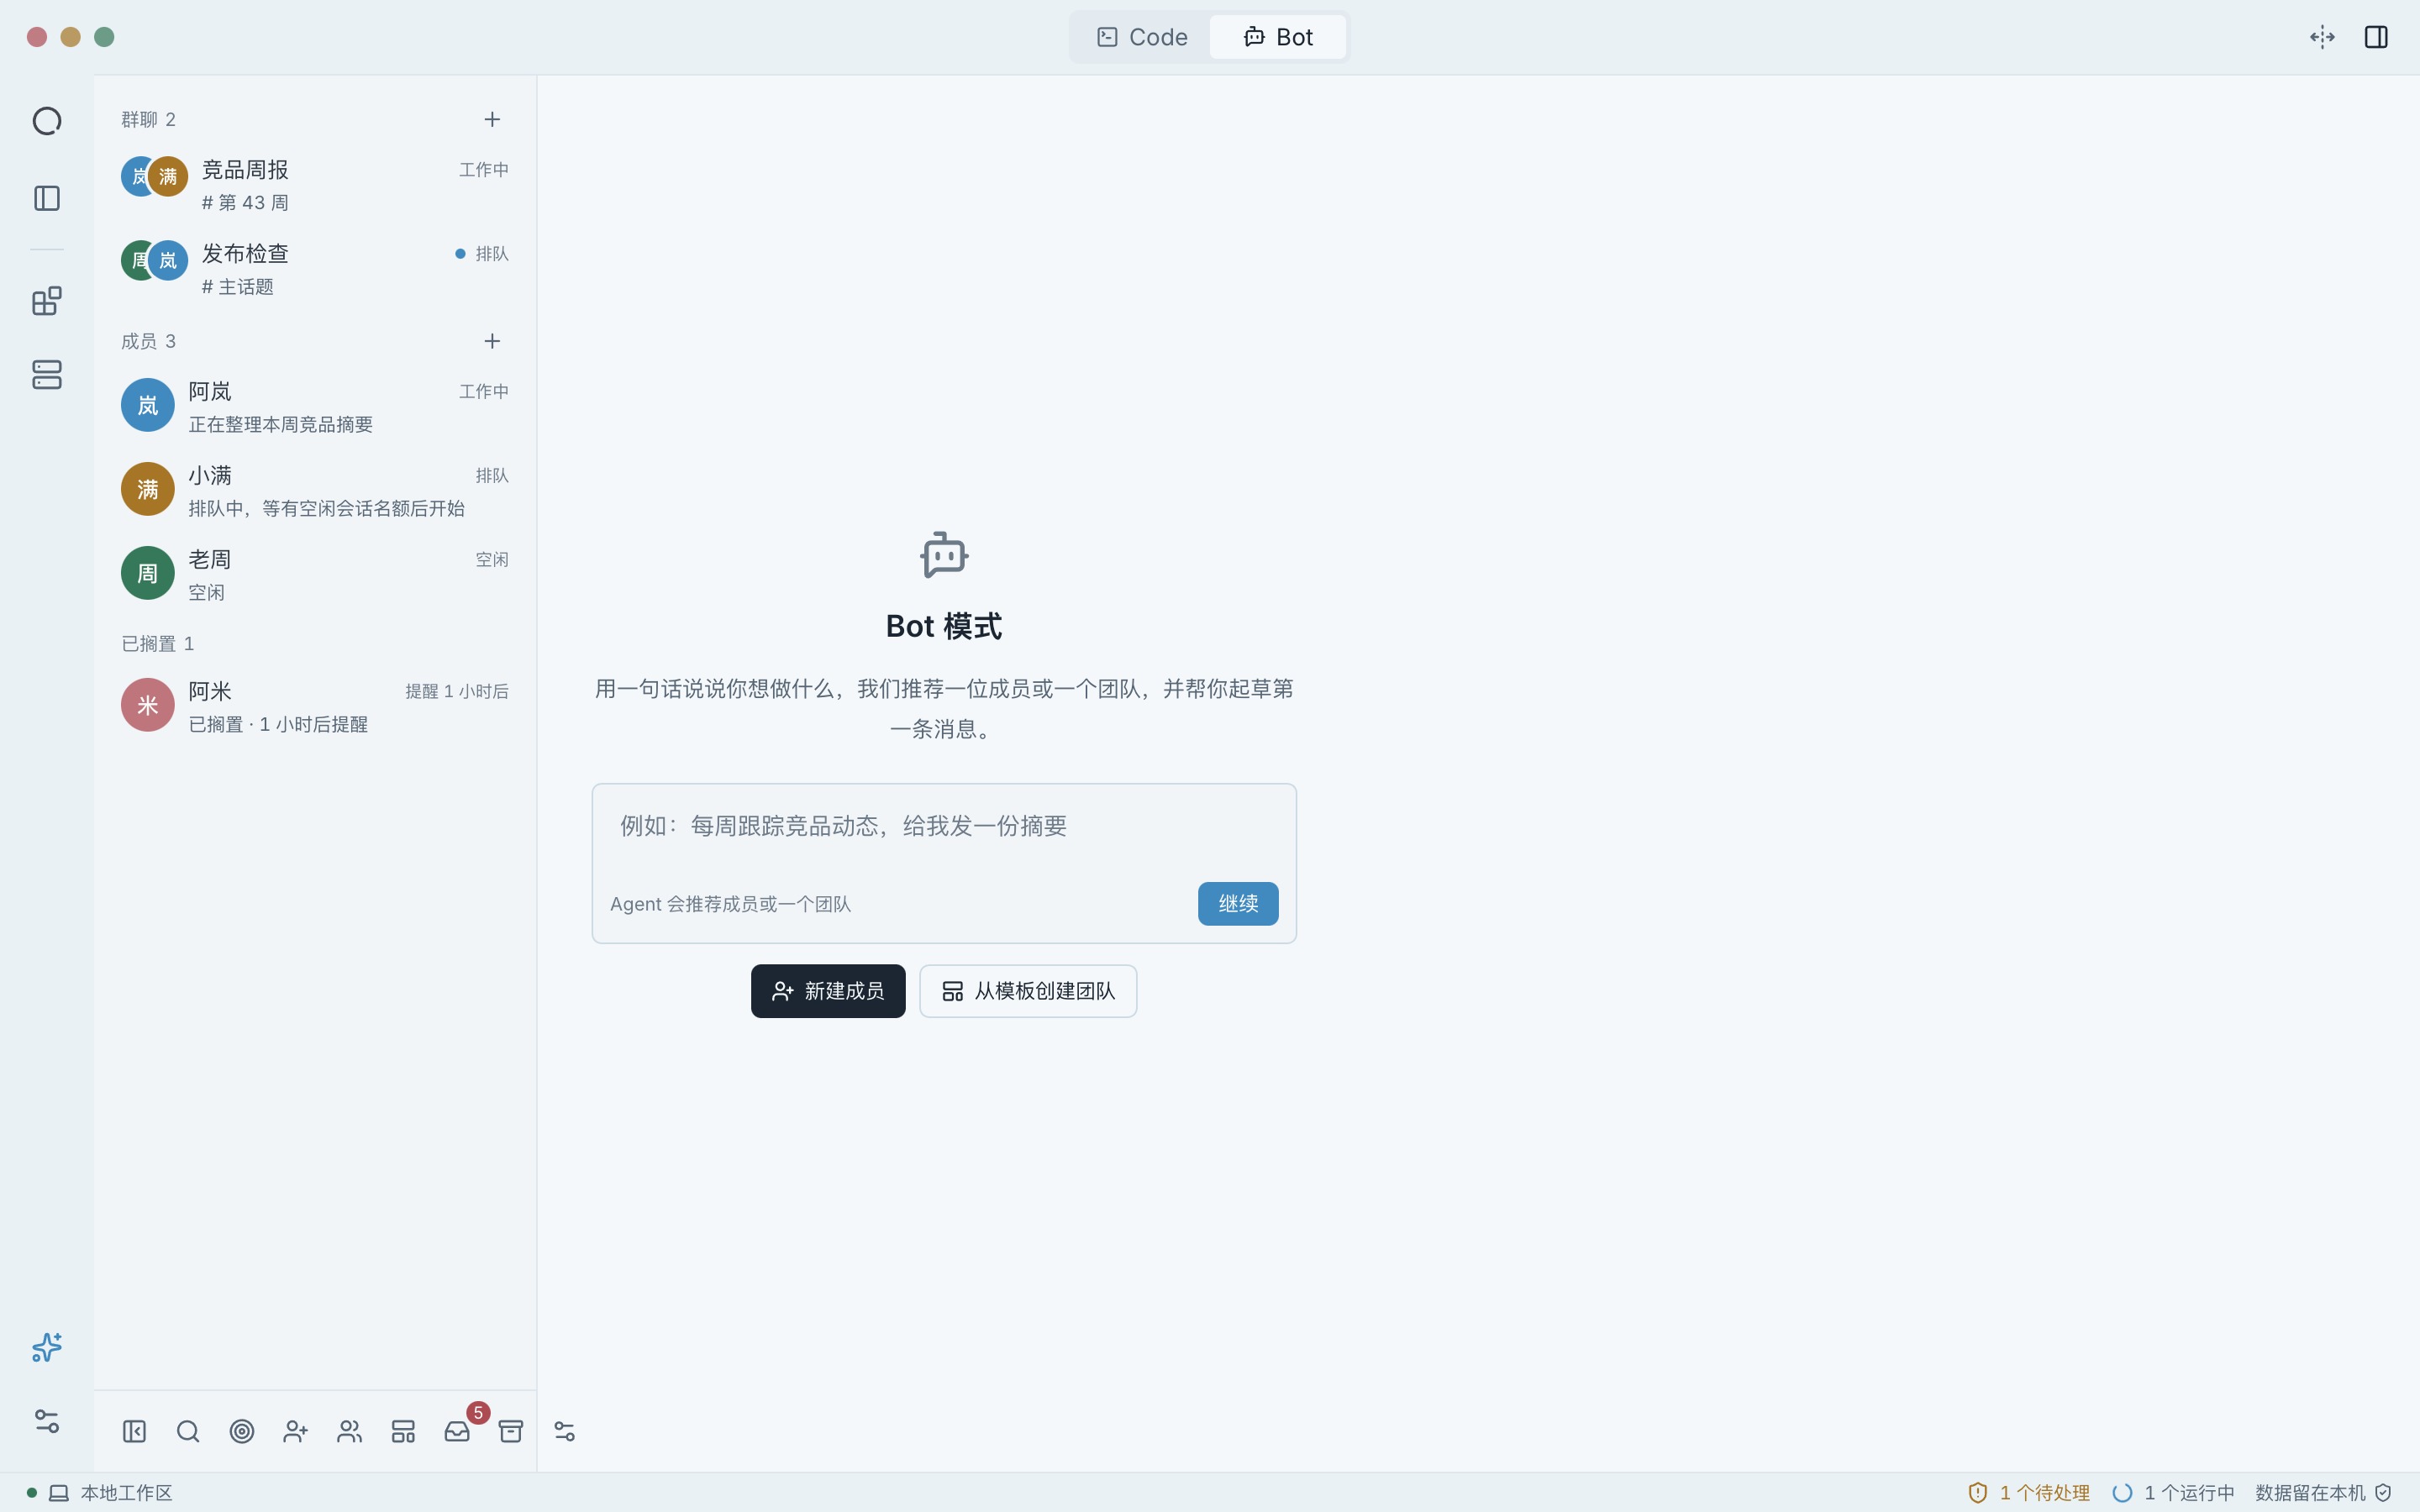 Code
Bot
群聊 2
岚
满
竞品周报
工作中
# 第 43 周
周
岚
发布检查
排队
# 主话题
成员 3
岚
阿岚
工作中
正在整理本周竞品摘要
满
小满
排队
排队中，等有空闲会话名额后开始
周
老周
空闲
空闲
已搁置 1
米
阿米
提醒 1 小时后
已搁置 · 1 小时后提醒
Bot 模式
用一句话说说你想做什么，我们推荐一位成员或一个团队，并帮你起草第
一条消息。
例如：每周跟踪竞品动态，给我发一份摘要
Agent 会推荐成员或一个团队
继续
新建成员
从模板创建团队
5
本地工作区
1 个待处理
1 个运行中
数据留在本机